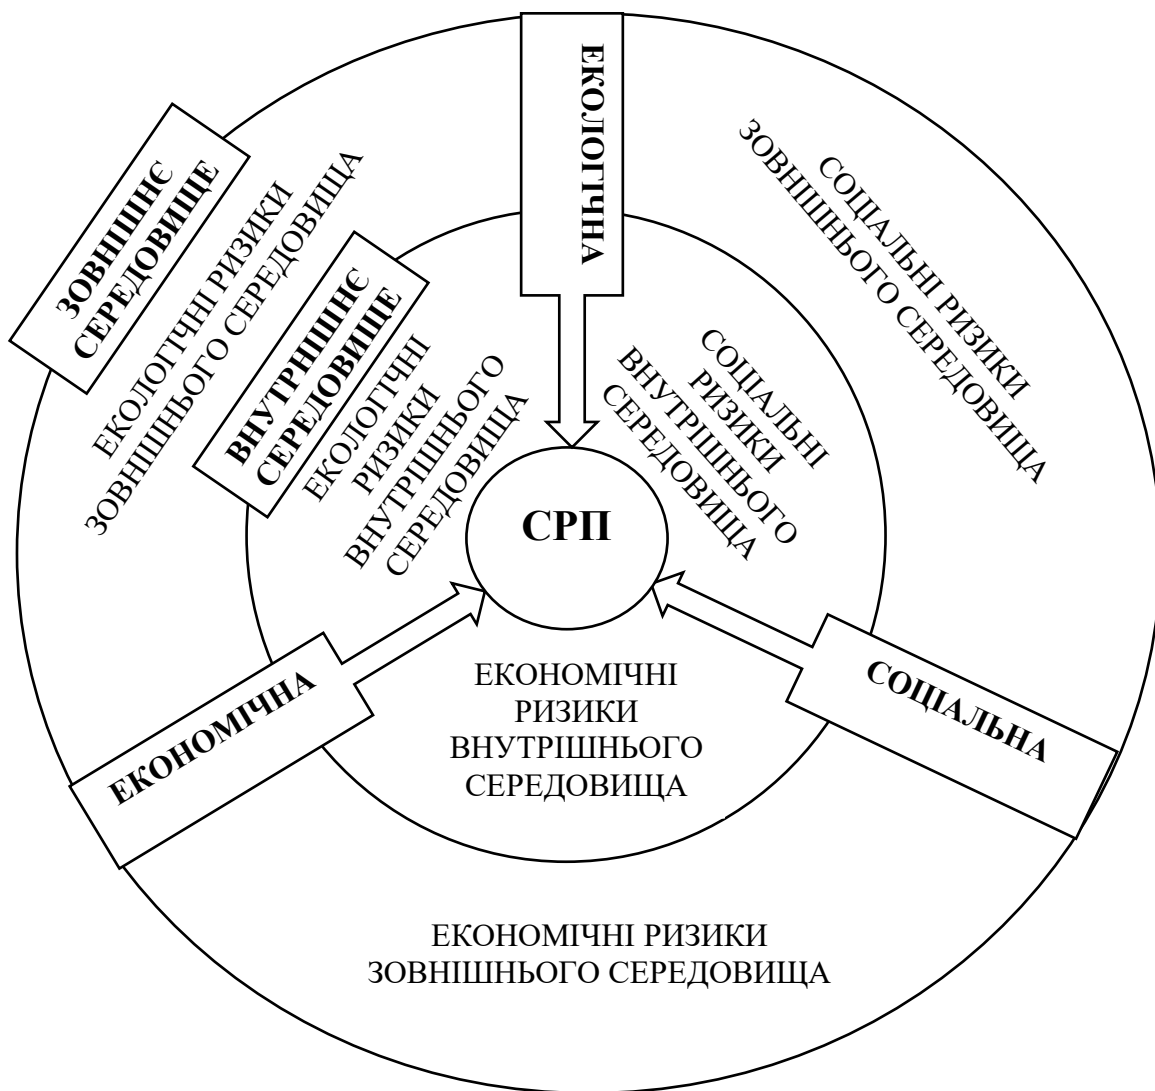 ЕКОЛОГІЧНА
ЗОВНІШНЄ
СЕРЕДОВИЩЕ
ЕКОЛОГІЧНІ РИЗИКИ
ЗОВНІШНЬОГО СЕРЕДОВИЩА
ВНУТРІШНЄ
СЕРЕДОВИЩЕ
ЕКОЛОГІЧНІ
РИЗИКИ
ВНУТРІШНЬОГО
СЕРЕДОВИЩА
СОЦІАЛЬНІ РИЗИКИ
ЗОВНІШНЬОГО СЕРЕДОВИЩА
СОЦІАЛЬНІ
РИЗИКИ
ВНУТРІШНЬОГО
СЕРЕДОВИЩА
СРП
ЕКОНОМІЧНА
СОЦІАЛЬНА
ЕКОНОМІЧНІ
РИЗИКИ
ВНУТРІШНЬОГО
СЕРЕДОВИЩА
ЕКОНОМІЧНІ РИЗИКИ
ЗОВНІШНЬОГО СЕРЕДОВИЩА